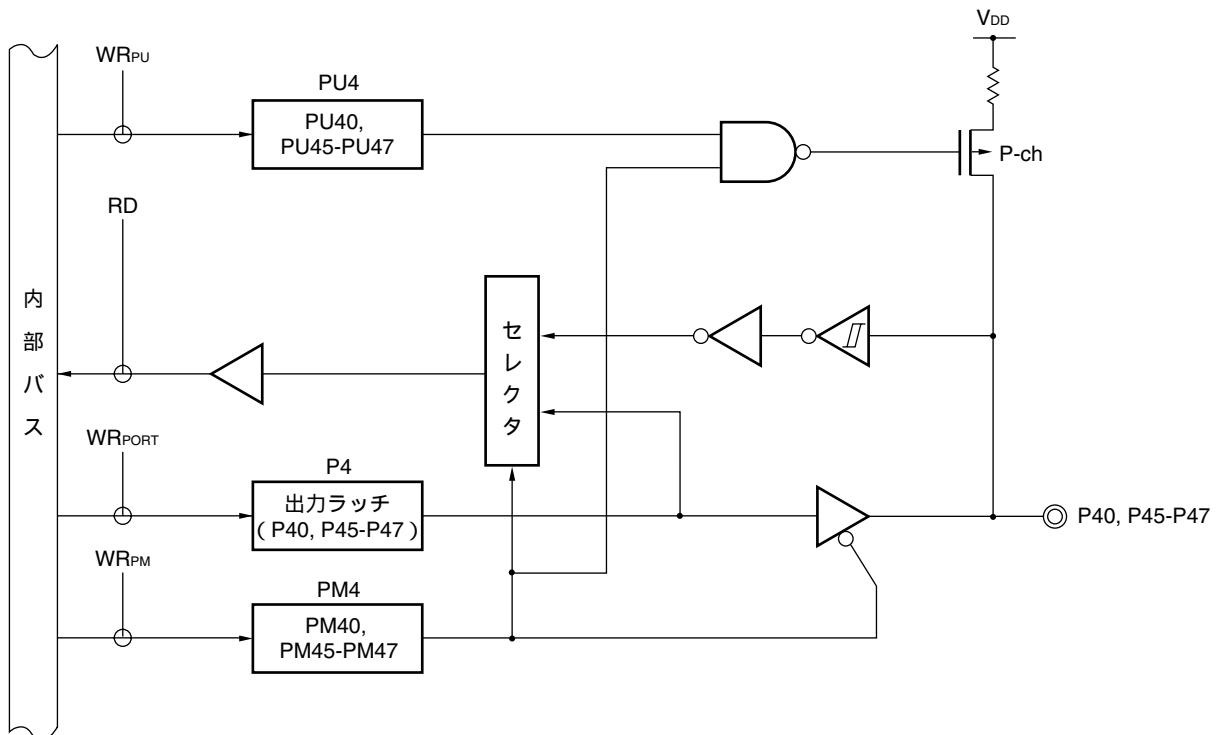 VDD
WRPU
PU4
PU40,
PU45-PU47
P-ch
RD
内部バス
セレクタ
WRPORT
P4
出力ラッチ
( P40, P45-P47 )
P40, P45-P47
WRPM
PM4
PM40,
PM45-PM47